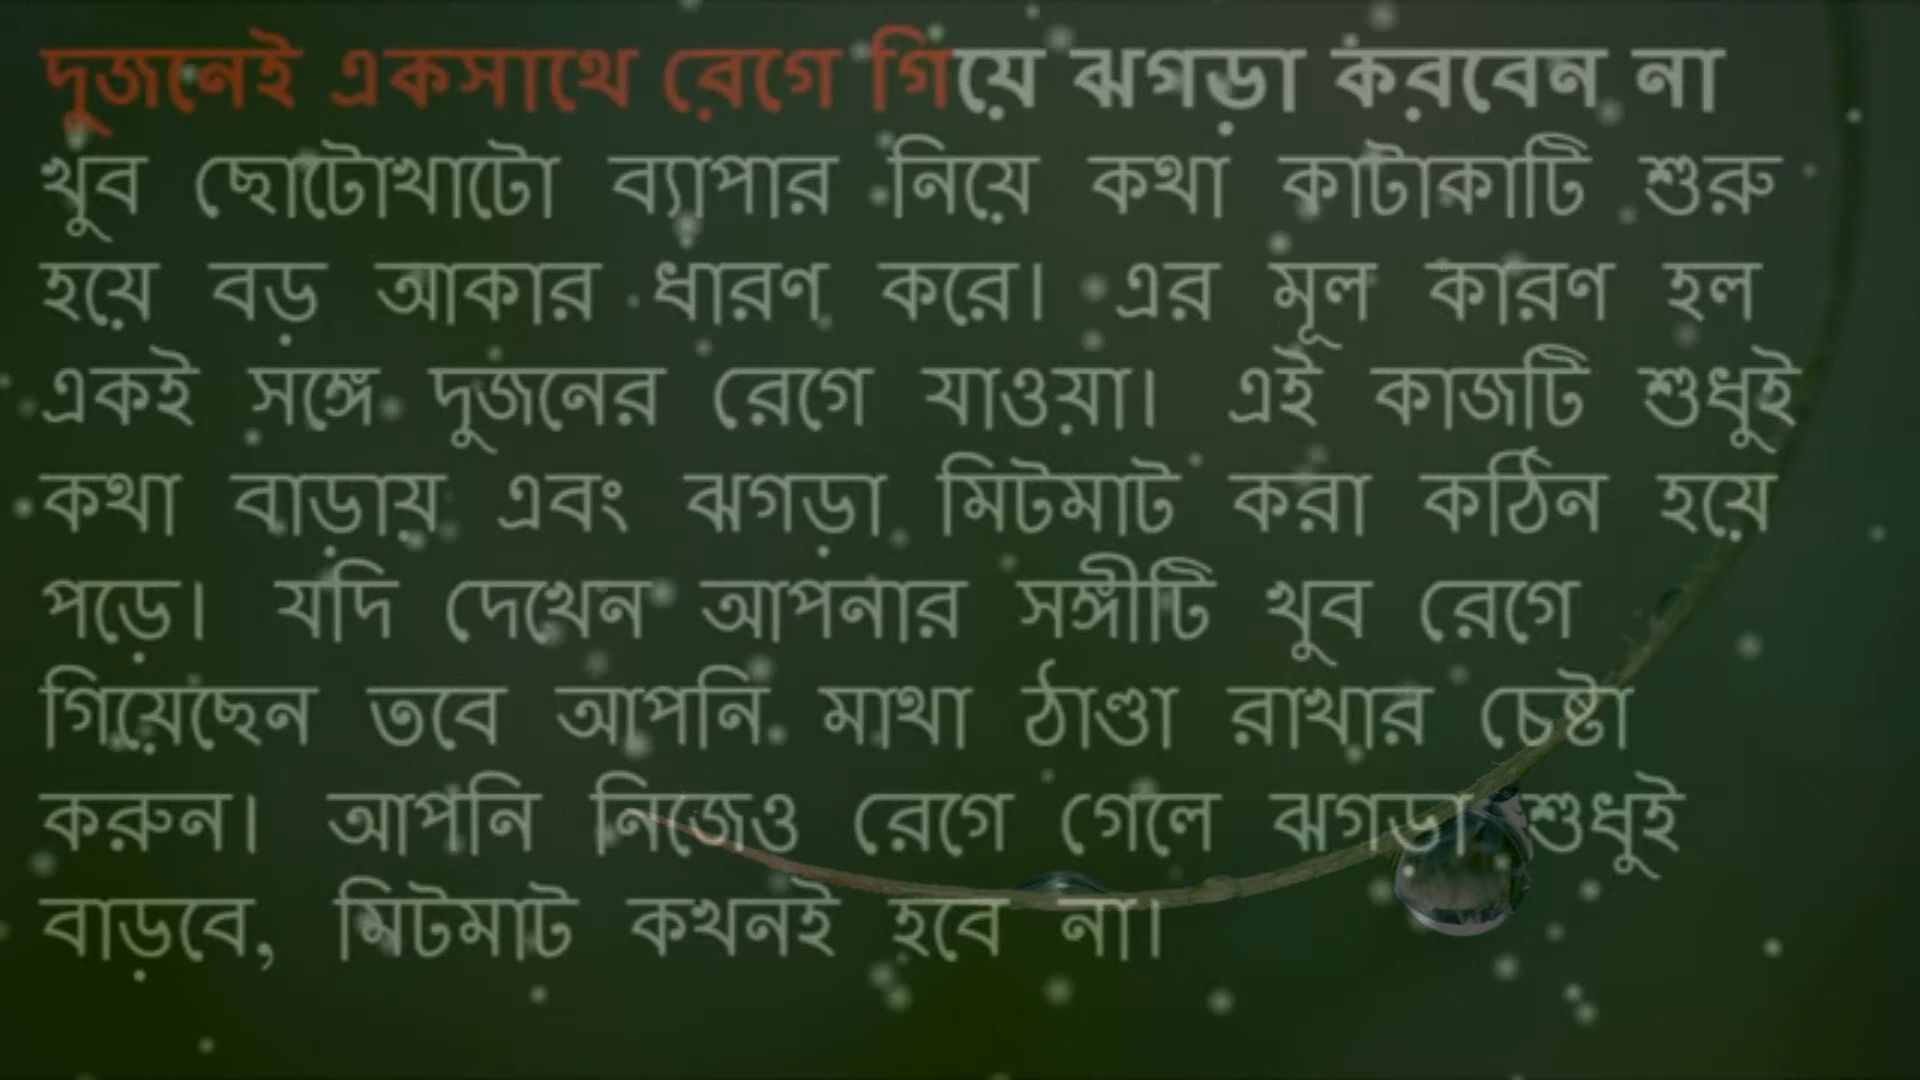 দুজনেই একসাথে রেগে গিয়ে ঝগড়া করবেন না
খুব ছোটোখাটো ব্যাপার নিয়ে কথা কাটাকাটি শুরু
হয়ে বড় আকার ধারণ করে। এর মূল কারণ হল
একই সঙ্গে দুজনের রেগে যাওয়া। এই কাজটি শুধুই
কথা বাড়ায় এবং ঝগড়া মিটমাট করা কঠিন হয়ে
পড়ে। যদি দেখেন আপনার সঙ্গীটি খুব রেগে
গিয়েছেন তবে আপনি মাথা ঠাণ্ডা রাখার চেষ্টা
করুন। আপনি নিজেও রেগে গেলে ঝগড়া শুধুই
বাড়বে, মিটমাট কখনই হবে না।